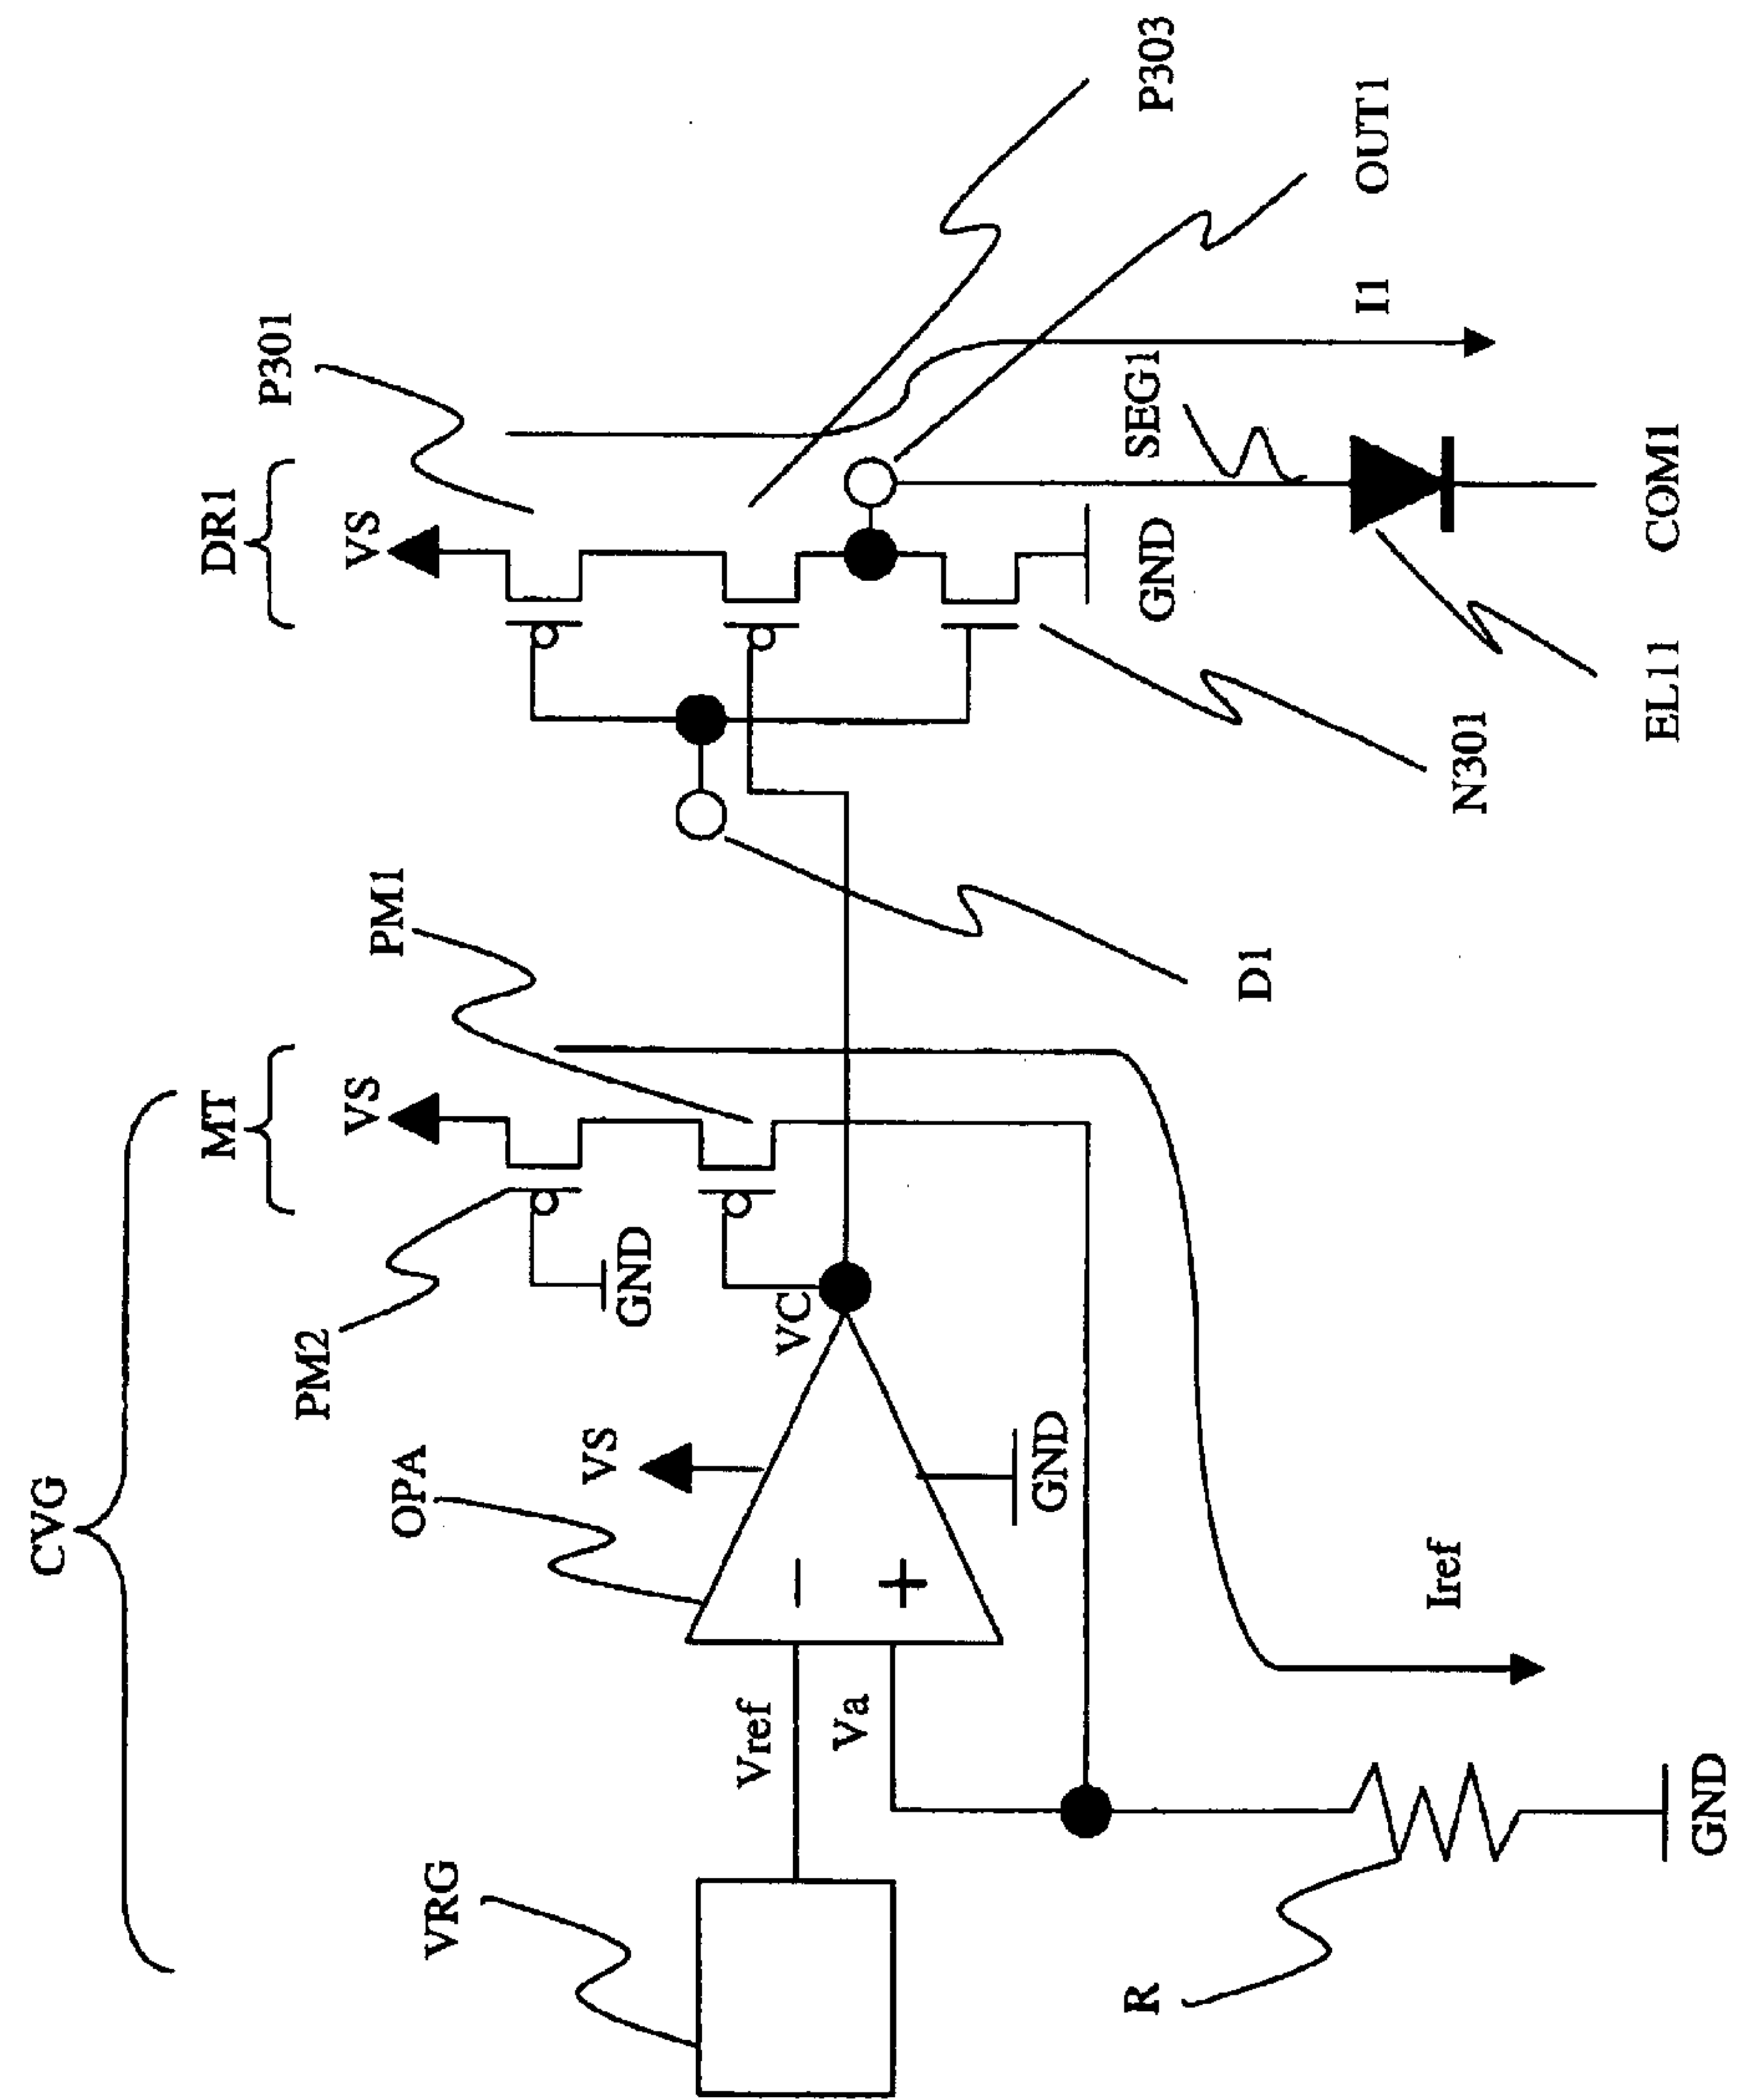 CVG
MT
DR1
VS
VS
P301
PM2
PM1
OPA
VS
GND
VC
VRG
Vref
Va
GND
D1
GND
P303
OUT1
SEG1
I1
R
Iref
N301
EL11
COM1
GND